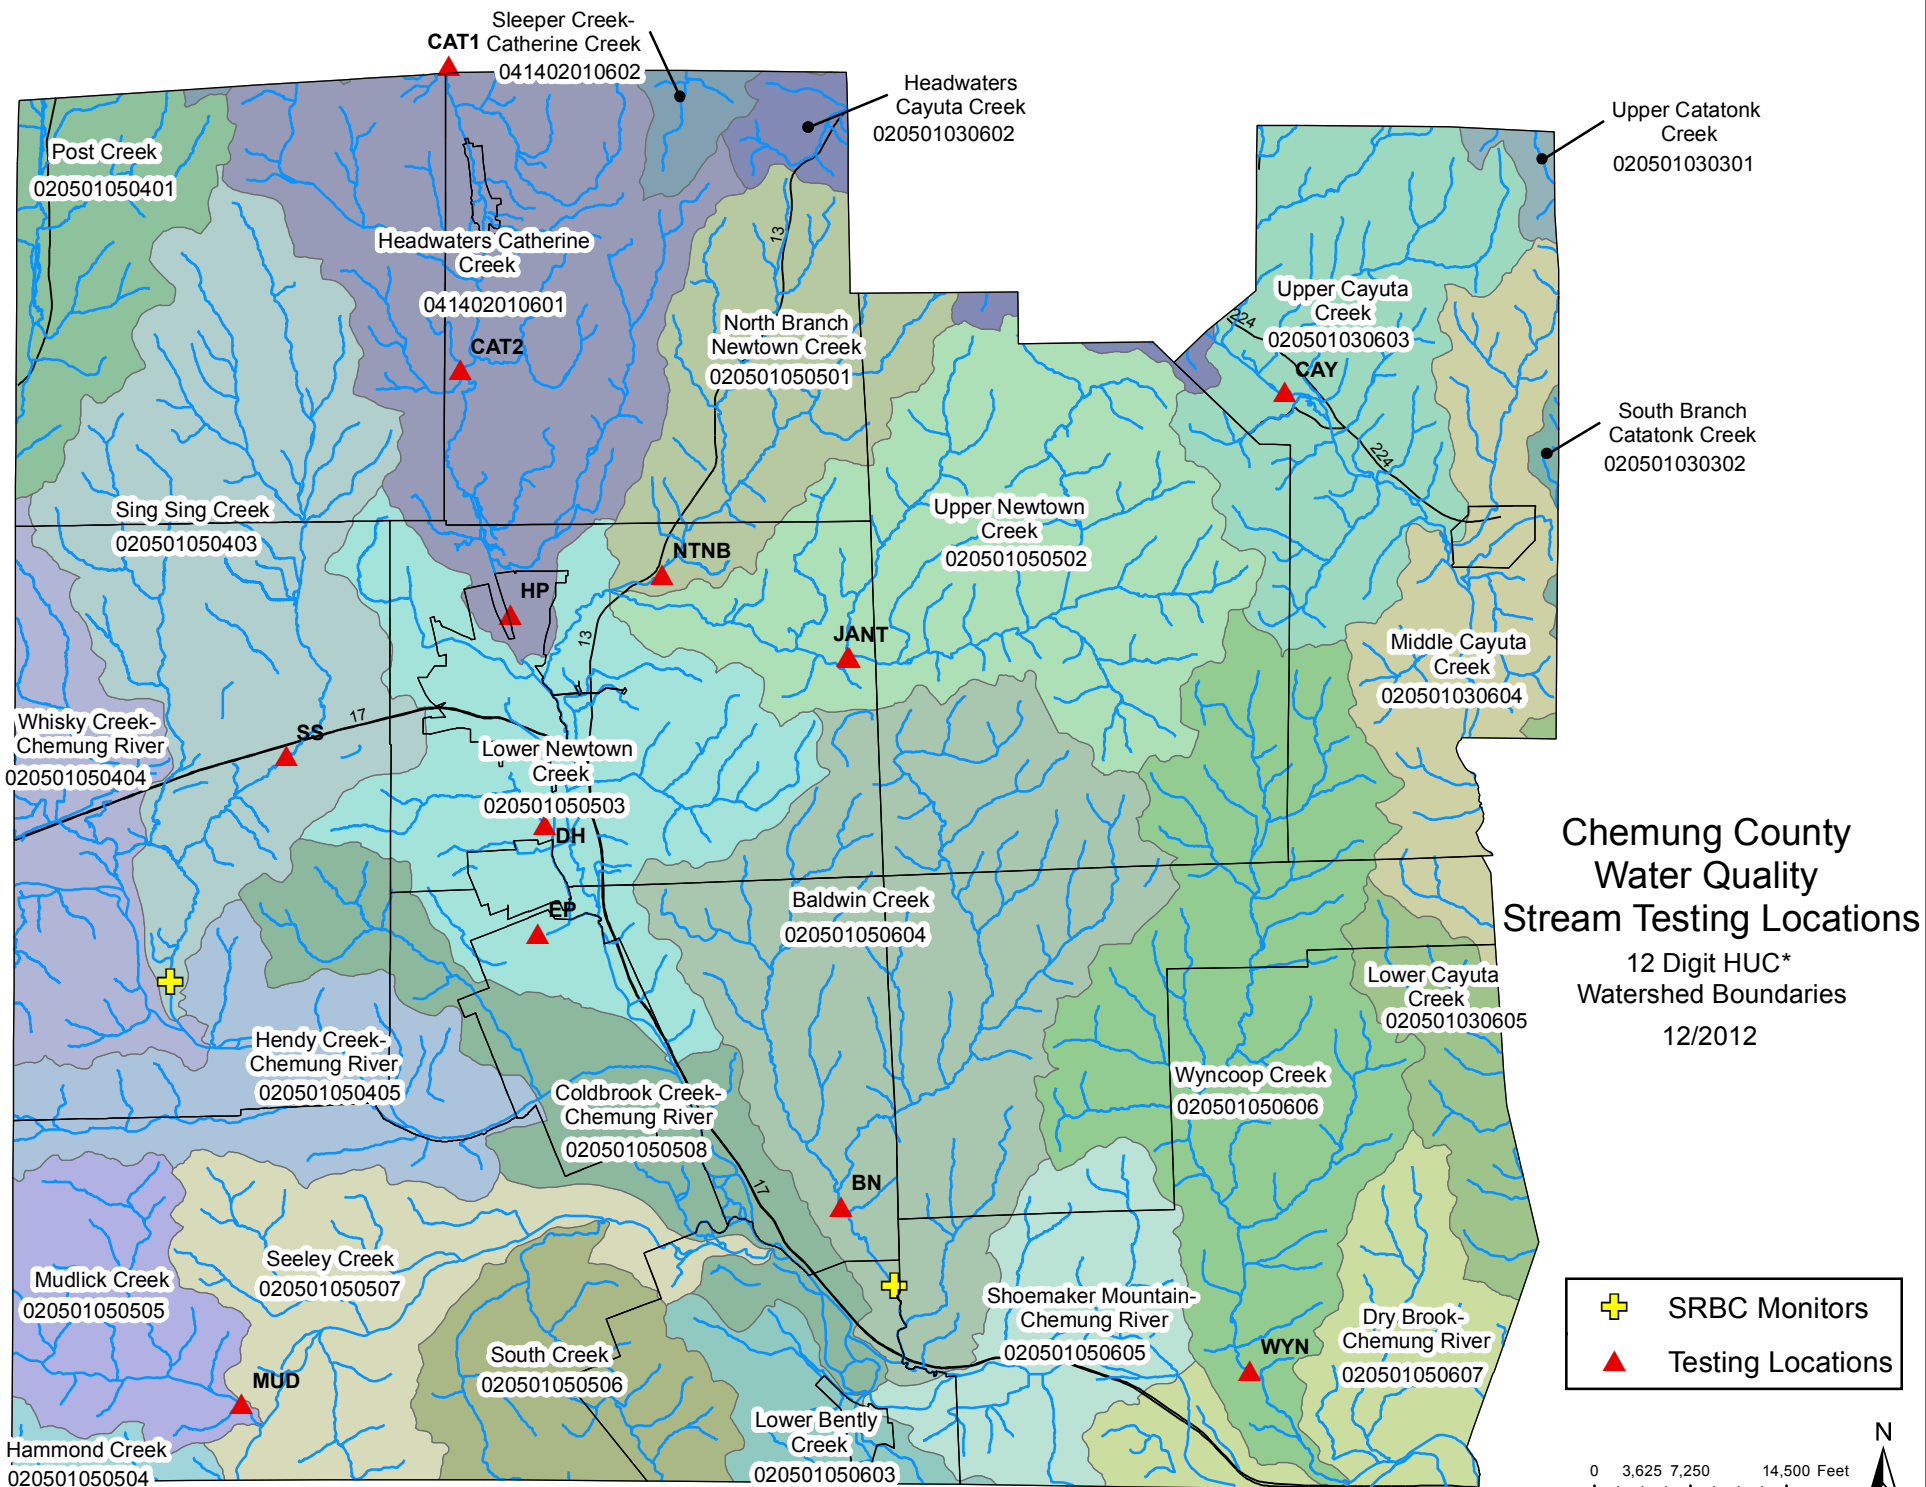 Sleeper Creek-
Catherine Creek
041402010602
CAT1
Headwaters
Cayuta Creek
020501030602
Upper Catatonk
Creek
020501030301
Post Creek
020501050401
Headwaters Catherine
Creek
041402010601
CAT2
13
North Branch
Newtown Creek
020501050501
Upper Cayuta
Creek
020501030603
224
CAY
224
South Branch
Catatonk Creek
020501030302
Sing Sing Creek
020501050403
Upper Newtown
Creek
020501050502
NTNB
HP
13
JANT
Middle Cayuta
Creek
020501030604
Whisky Creek-
Chemung River
020501050404
17
SS
Lower Newtown
Creek
020501050503
DH
EP
Baldwin Creek
020501050604
Chemung County
Water Quality
Stream Testing Locations
12 Digit HUC*
Watershed Boundaries
12/2012
Lower Cayuta
Creek
020501030605
Hendy Creek-
Chemung River
020501050405
Coldbrook Creek-
Chemung River
020501050508
Wyncoop Creek
020501050606
17
BN
Seeley Creek
020501050507
Mudlick Creek
020501050505
Shoemaker Mountain-
Chemung River
020501050605
Dry Brook-
Chemung River
020501050607
WYN
South Creek
020501050506
MUD
Lower Bently
Creek
020501050603
Hammond Creek
020501050504
SRBC Monitors
Testing Locations
N
0 3,625 7,250 14,500 Feet